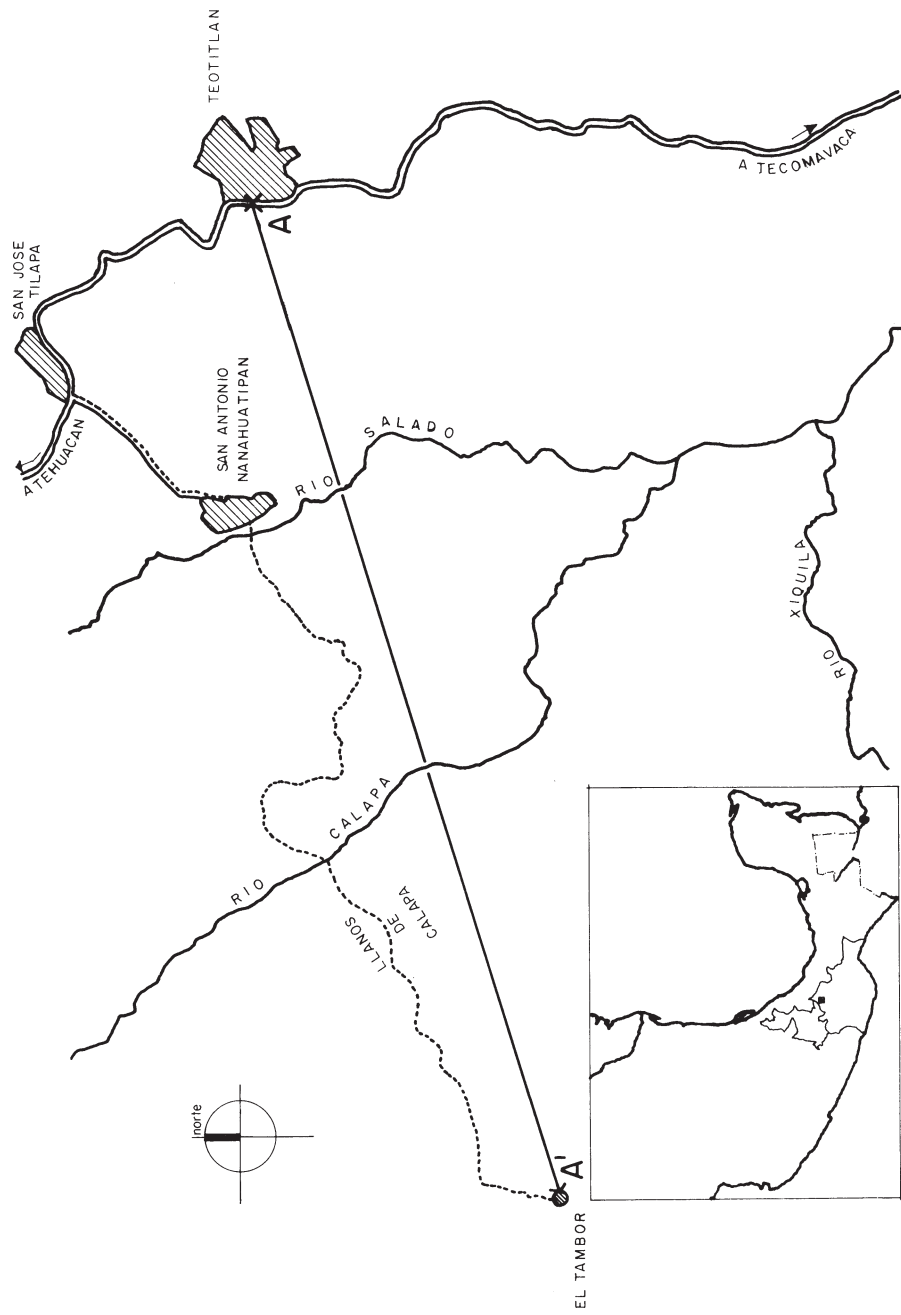 TEOTITLAN
SAN JOSE
TILAPA
A TEHUACAN
A
SAN ANTONIO
NANAHUATIPAN
RIO SALADO
A TECOMAVACA
RIO XIQUILA
RIO CALAPA
LLANOS
DE
CALAPA
norte
A'
EL TAMBOR